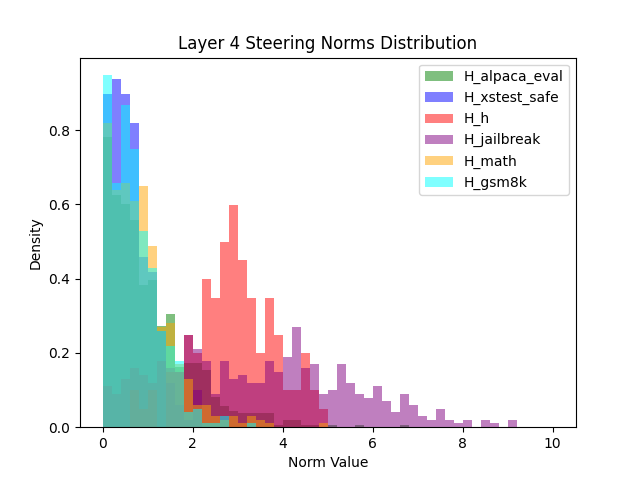 Layer 4 Steering Norms Distribution
H_alpaca_eval
H_xstest_safe
H_h
H_jailbreak
H_math
H_gsm8k
Density
0.8
0.6
0.4
0.2
0.0
0 2 4 6 8 10
Norm Value